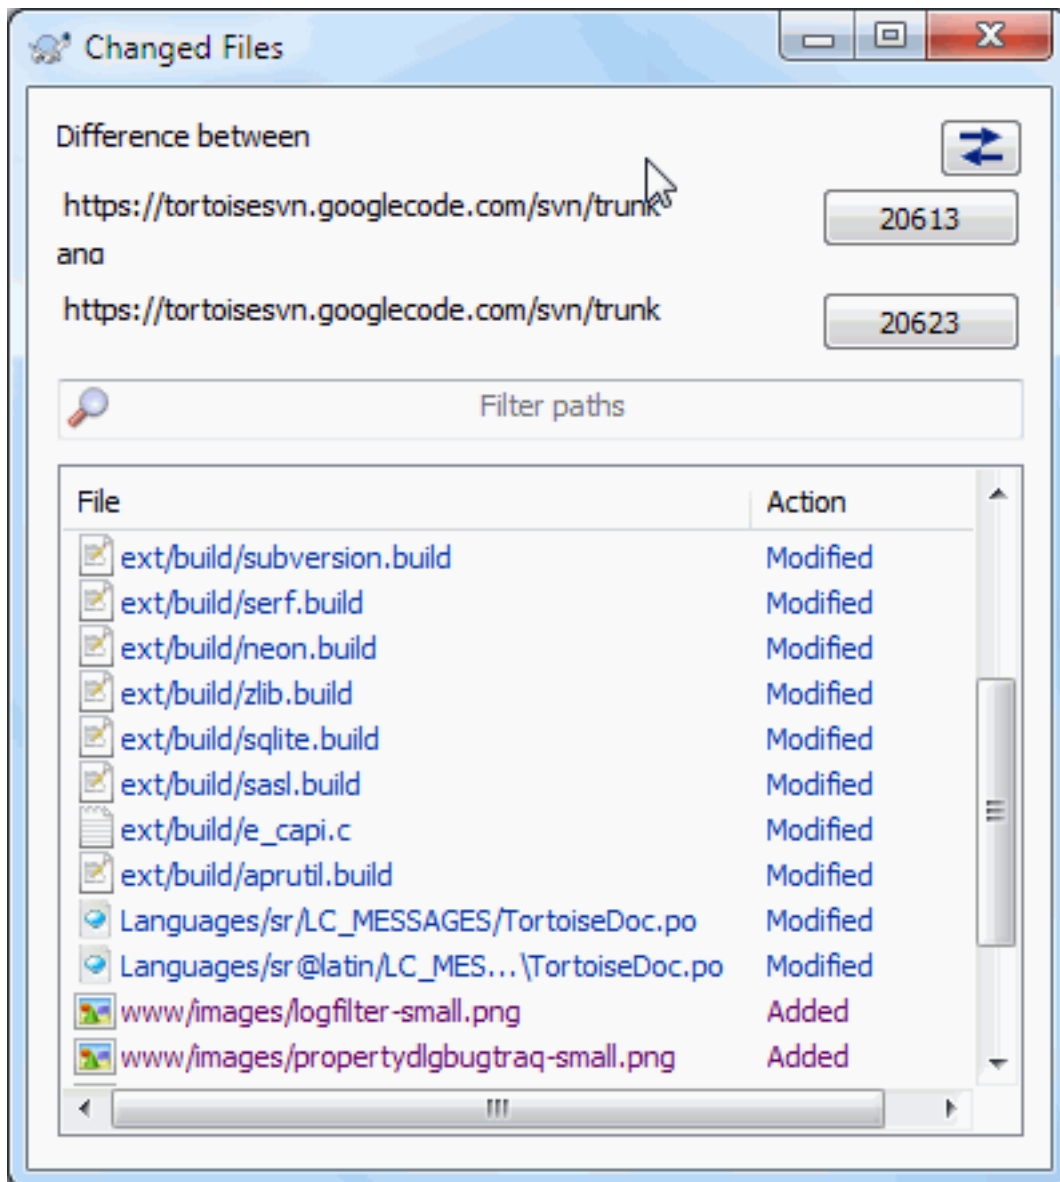 Changed Files
Difference between
https://tortoisesvn.googlecode.com/svn/trunk
20613
and
https://tortoisesvn.googlecode.com/svn/trunk
20623
Filter paths
File Action
ext/build/subversion.build Modified
ext/build/serf.build Modified
ext/build/neon.build Modified
ext/build/zlib.build Modified
ext/build/sqlite.build Modified
ext/build/sasl.build Modified
ext/build/e_capi.c Modified
ext/build/aprutil.build Modified
Languages/sr/LC_MESSAGES/TortoiseDoc.po Modified
Languages/sr@latin/LC_MES...\TortoiseDoc.po Modified
www/images/logfilter-small.png Added
www/images/propertydlgbugtraq-small.png Added